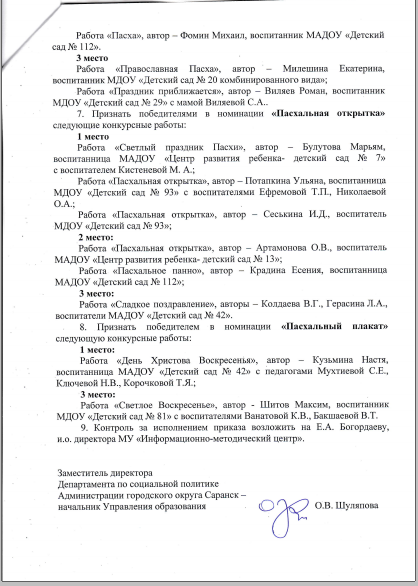 Работа «Пасха», автор – Фомин Михаил, воспитанник МАДОУ «Детский
сад № 112».
3 место
Работа «Православная Пасха», автор – Милешина Екатерина,
воспитанник МДОУ «Детский сад № 20 комбинированного вида»;
Работа «Праздник приближается», автор – Виляев Роман, воспитанник
МДОУ «Детский сад № 29» с мамой Виляевой С.А..
7. Признать победителями в номинации «Пасхальная открытка»
следующие конкурсные работы:
1 место
Работа «Светлый праздник Пасхи», автор – Булутова Марьям,
воспитанница МАДОУ «Центр развития ребенка- детский сад № 7»
с воспитателем Кистеневой М. А.;
Работа «Пасхальная открытка», автор – Потапкина Ульяна, воспитанница
МДОУ «Детский сад № 93» с воспитателями Ефремовой Т.П., Николаевой
О.А.;
Работа «Пасхальная открытка», автор – Сеськина И.Д., воспитатель
МДОУ «Детский сад № 93»;
2 место:
Работа «Пасхальная открытка», автор – Артамонова О.В., воспитатель
МАДОУ «Центр развития ребенка- детский сад № 13»;
Работа «Пасхальное панно», автор – Крадина Есения, воспитанница
МАДОУ «Детский сад № 112»;
3 место:
Работа «Сладкое поздравление», авторы – Колдаева В.Г., Герасина Л.А.,
воспитатели МАДОУ «Детский сад № 42».
8. Признать победителем в номинации «Пасхальный плакат»
следующую конкурсные работы:
1 место:
Работа «День Христова Воскресенья», автор – Кузьмина Настя,
воспитанница МАДОУ «Детский сад № 42» с педагогами Мухтиевой С.Е.,
Ключевой Н.В., Корочковой Т.Я.;
3 место:
Работа «Светлое Воскресенье», автор - Шитов Максим, воспитанник
МДОУ «Детский сад № 81» с воспитателями Ванатовой К.В., Бакшаевой В.Т.
9. Контроль за исполнением приказа возложить на Е.А. Богордаеву,
и.о. директора МУ «Информационно-методический центр».
Заместитель директора
Департамента по социальной политике
Администрации городского округа Саранск –
начальник Управления образования О.В. Шуляпова